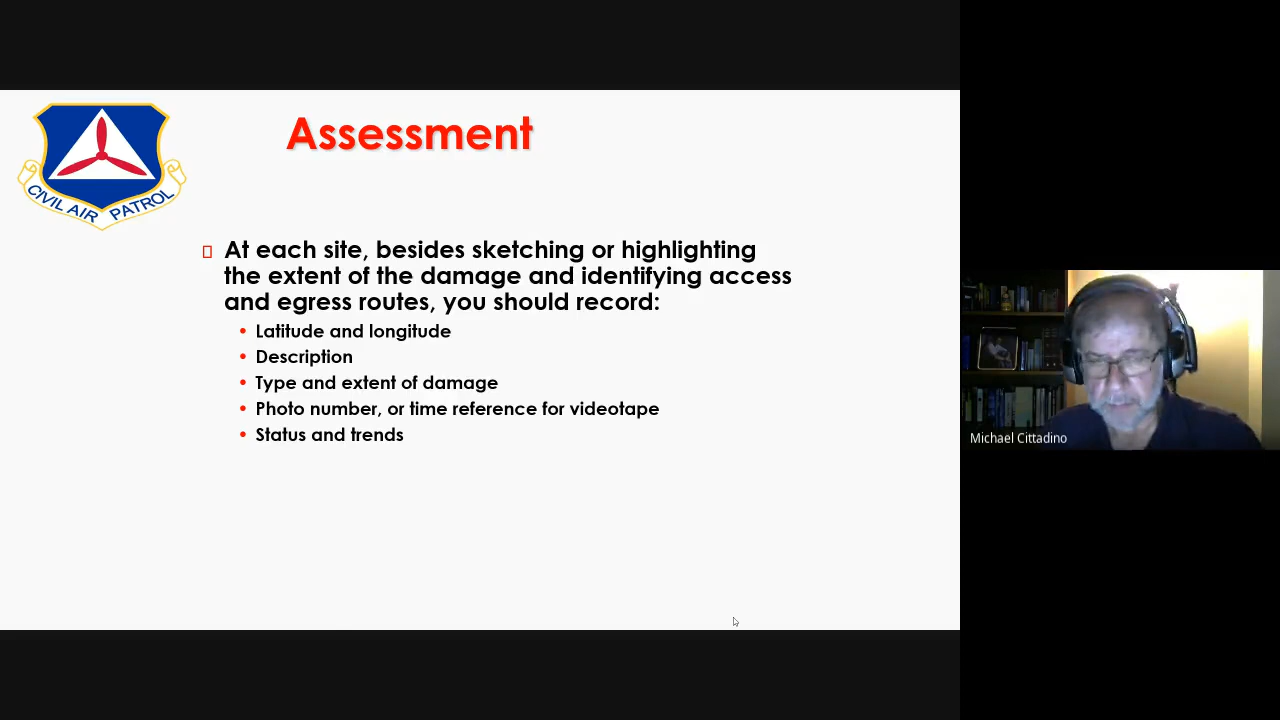 CIVIL AIR PATROL
Assessment
At each site, besides sketching or highlighting
the extent of the damage and identifying access
and egress routes, you should record:
• Latitude and longitude
• Description
• Type and extent of damage
• Photo number, or time reference for videotape
• Status and trends
Michael Cittadino